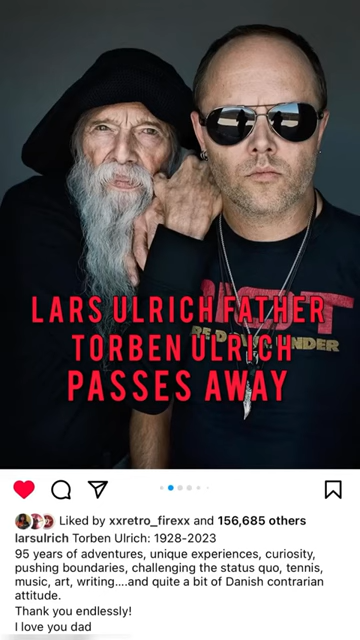 LARS ULRICH FATHER
TORBEN ULRICH
PASSES AWAY
Liked by xxretro_firexx and 156,685 others
larsulrich Torben Ulrich: 1928-2023
95 years of adventures, unique experiences, curiosity,
pushing boundaries, challenging the status quo, tennis,
music, art, writing....and quite a bit of Danish contrarian
attitude.
Thank you endlessly!
I love you dad